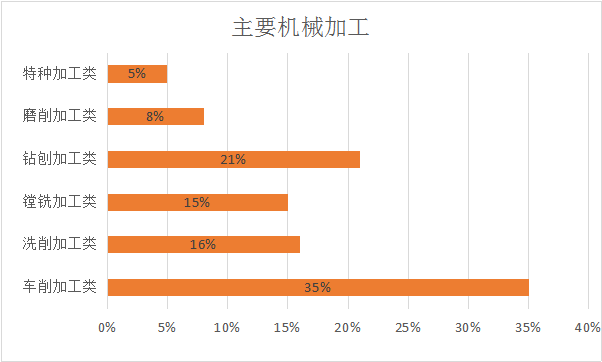 主要机械加工
特种加工类
5%
磨削加工类
8%
钻刨加工类
21%
镗铣加工类
15%
洗削加工类
16%
车削加工类
35%
0% 5% 10% 15% 20% 25% 30% 35% 40%